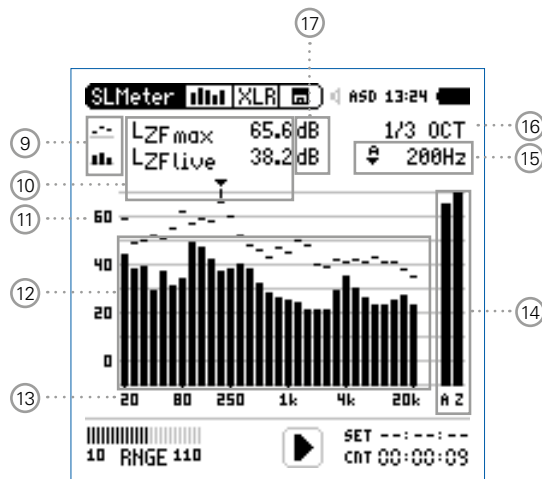 17
SLMeter XLR ASD 13:24
9
LZFmax 65.6 dB
1/3 OCT
16
LZFlive 38.2 dB
A 200Hz
15
10
11
60
12
40
20
0
14
13
20 80 250 1k 4k 20k A Z
10 RNGE 110
SET --:--:--
CNT 00:00:09